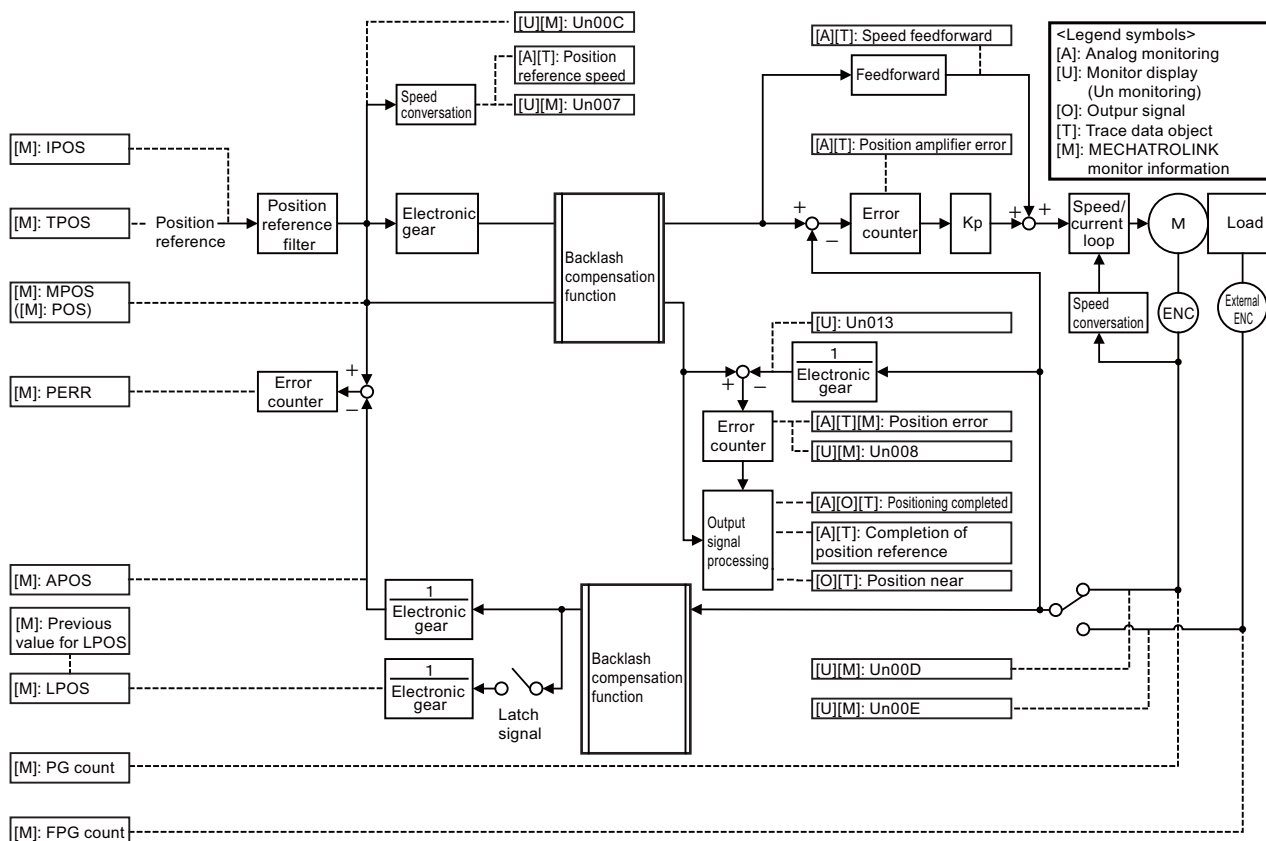 [U][M]: Un00C
[A][T]: Position
reference speed
[U][M]: Un007
Speed
conversation
[A][T]: Speed feedforward
Feedforward
[A][T]: Position amplifier error
<Legend symbols>
[A]: Analog monitoring
[U]: Monitor display
(Un monitoring)
[O]: Outpur signal
[T]: Trace data object
[M]: MECHATROLINK
monitor information
[M]: IPOS
[M]: TPOS
Position
reference
Position
reference
filter
Electronic
gear
Backlash
compensation
function
+
−
Error
counter
Kp
+
+
Speed/
current
loop
M
Load
[M]: MPOS
([M]: POS)
Speed
conversation
ENC
External
ENC
[U]: Un013
1
Electronic
gear
+
−
[M]: PERR
Error
counter
+
−
Error
counter
[A][T][M]: Position error
[U][M]: Un008
Output
signal
processing
[A][O][T]: Positioning completed
[A][T]: Completion of
position reference
[O][T]: Position near
[M]: APOS
1
Electronic
gear
Backlash
compensation
function
[M]: Previous
value for LPOS
[M]: LPOS
1
Electronic
gear
Latch
signal
[U][M]: Un00D
[U][M]: Un00E
[M]: PG count
[M]: FPG count